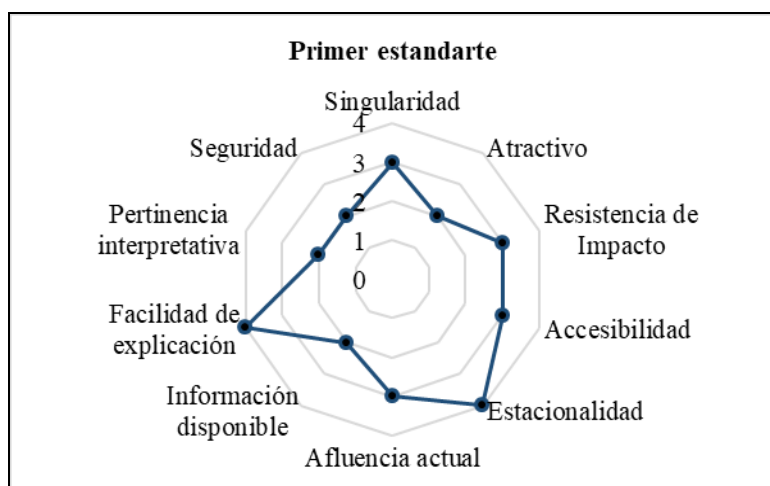 Primer estandarte
Singularidad
4
Seguridad
Atractivo
3
Pertinencia
interpretativa
2
Resistencia de
Impacto
1
0
Facilidad de
explicación
Accesibilidad
Información
disponible
Estacionalidad
Afluencia actual